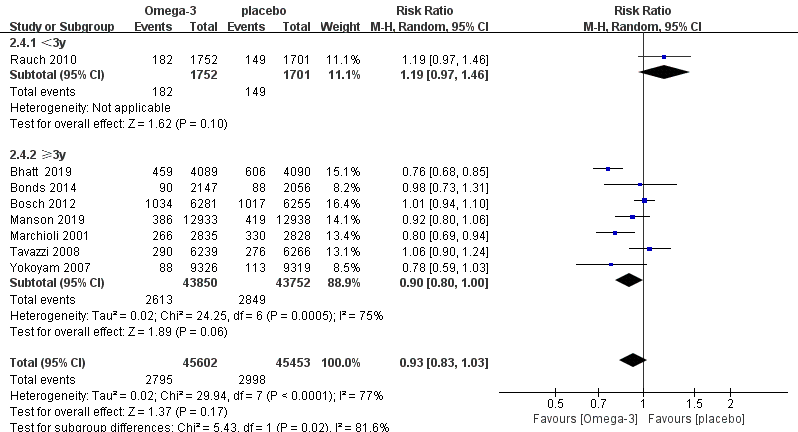 Omega-3 placebo Risk Ratio Risk Ratio
Study or Subgroup Events Total Events Total Weight M-H, Random, 95% CI M-H, Random, 95% CI
2.4.1 <3y
Rauch 2010 182 1752 149 1701 11.1% 1.19 [0.97, 1.46]
Subtotal (95% CI) 1752 1701 11.1% 1.19 [0.97, 1.46]
Total events 182 149
Heterogeneity: Not applicable
Test for overall effect: Z = 1.62 (P = 0.10)
2.4.2 ≥3y
Bhatt 2019 459 4089 606 4090 15.1% 0.76 [0.68, 0.85]
Bonds 2014 90 2147 88 2056 8.2% 0.98 [0.73, 1.31]
Bosch 2012 1034 6281 1017 6255 16.1% 1.01 [0.94, 1.10]
Manson 2019 386 12933 419 12938 14.1% 0.92 [0.80, 1.06]
Marchioli 2001 266 2835 330 2828 13.4% 0.80 [0.69, 0.94]
Tavazzi 2008 290 6239 276 6266 13.5% 1.06 [0.90, 1.24]
Yokoyam 2007 88 9326 113 9319 8.5% 0.78 [0.59, 1.03]
Subtotal (95% CI) 43850 43752 88.9% 0.90 [0.80, 1.00]
Total events 2613 2849
Heterogeneity: Tau² = 0.02; Chi² = 24.25, df = 6 (P = 0.0005); I² = 75%
Test for overall effect: Z = 1.89 (P = 0.06)
Total (95% CI) 45602 45453 100.0% 0.93 [0.83, 1.03]
Total events 2795 2998
Heterogeneity: Tau² = 0.02; Chi² = 29.94, df = 7 (P < 0.0001); I² = 77%
Test for overall effect: Z = 1.37 (P = 0.17)
Test for subgroup differences: Chi² = 5.43, df = 1 (P = 0.02), I² = 81.6%
0.5 0.7 1 1.5 2
Favours [Omega-3] Favours [placebo]